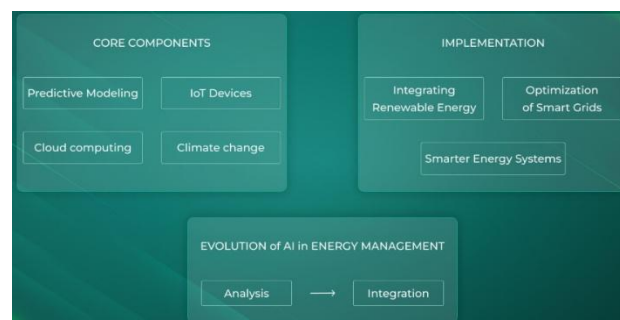 CORE COMPONENTS
Predictive Modeling
IoT Devices
Cloud computing
Climate change
IMPLEMENTATION
Integrating
Renewable Energy
Optimization
of Smart Grids
Smarter Energy Systems
EVOLUTION of AI in ENERGY MANAGEMENT
Analysis
Integration